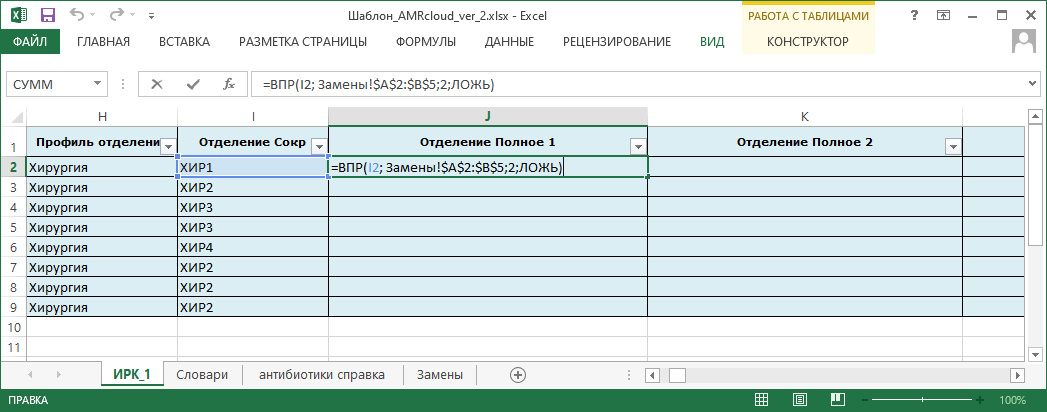 Шаблон_AMRcloud_ver_2.xlsx - Excel
РАБОТА С ТАБЛИЦАМИ
?
ФАЙЛ ГЛАВНАЯ ВСТАВКА РАЗМЕТКА СТРАНИЦЫ ФОРМУЛЫ ДАННЫЕ РЕЦЕНЗИРОВАНИЕ ВИД КОНСТРУКТОР
СУММ fx =ВПР(I2; Замены!$A$2:$B$5;2;ЛОЖЬ)
H I J K
1 Профиль отделени Отделение Сокр Отделение Полное 1 Отделение Полное 2
2 Хирургия ХИР1 =ВПР(I2; Замены!$A$2:$B$5;2;ЛОЖЬ)
3 Хирургия ХИР2
4 Хирургия ХИР3
5 Хирургия ХИР3
6 Хирургия ХИР4
7 Хирургия ХИР2
8 Хирургия ХИР2
9 Хирургия ХИР2
10
11
ИРК_1 Словари антибиотики справка Замены
ПРАВКА 100%